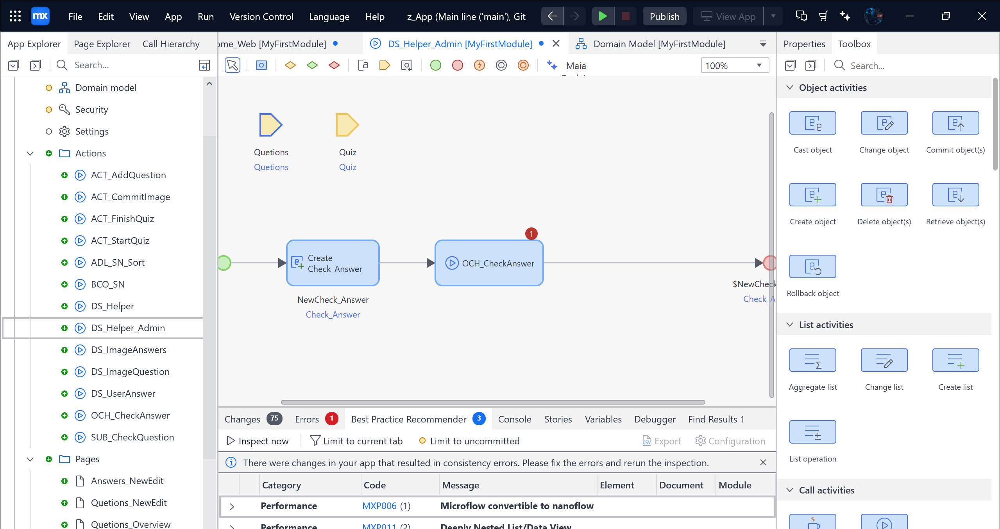 mx File Edit View App Run Version Control Language Help z_App (Main line ('main'), Git Publish View App
App Explorer Page Explorer Call Hierarchy
Search...
Domain model
Security
Settings
Actions
ACT_AddQuestion
ACT_CommitImage
ACT_FinishQuiz
ACT_StartQuiz
ADL_SN_Sort
BCO_SN
DS_Helper
DS_Helper_Admin
DS_ImageAnswers
DS_ImageQuestion
DS_UserAnswer
OCH_CheckAnswer
SUB_CheckQuestion
Pages
Answers_NewEdit
Quetions_NewEdit
Quetions_Overview
ome_Web [MyFirstModule] DS_Helper_Admin [MyFirstModule] Domain Model [MyFirstModule]
Maia
100%
Quetions
Quetions
Quiz
Quiz
Create
Check_Answer
NewCheck_Answer
Check_Answer
1
OCH_CheckAnswer
$NewCheck
Check_A
Changes 75 Errors 1 Best Practice Recommender 3 Console Stories Variables Debugger Find Results 1
Inspect now Limit to current tab Limit to uncommitted CSV Export Configuration
There were changes in your app that resulted in consistency errors. Please fix the errors and rerun the inspection.
Category Code Message Element Document Module
Performance MXP006 (1) Microflow convertible to nanoflow
Performance MXP011 (2) Deeply Nested List/Data View
Properties Toolbox
Search...
Object activities
Cast object Change object Commit object(s)
Create object Delete object(s) Retrieve object(s)
Rollback object
List activities
Aggregate list Change list Create list
List operation
Call activities